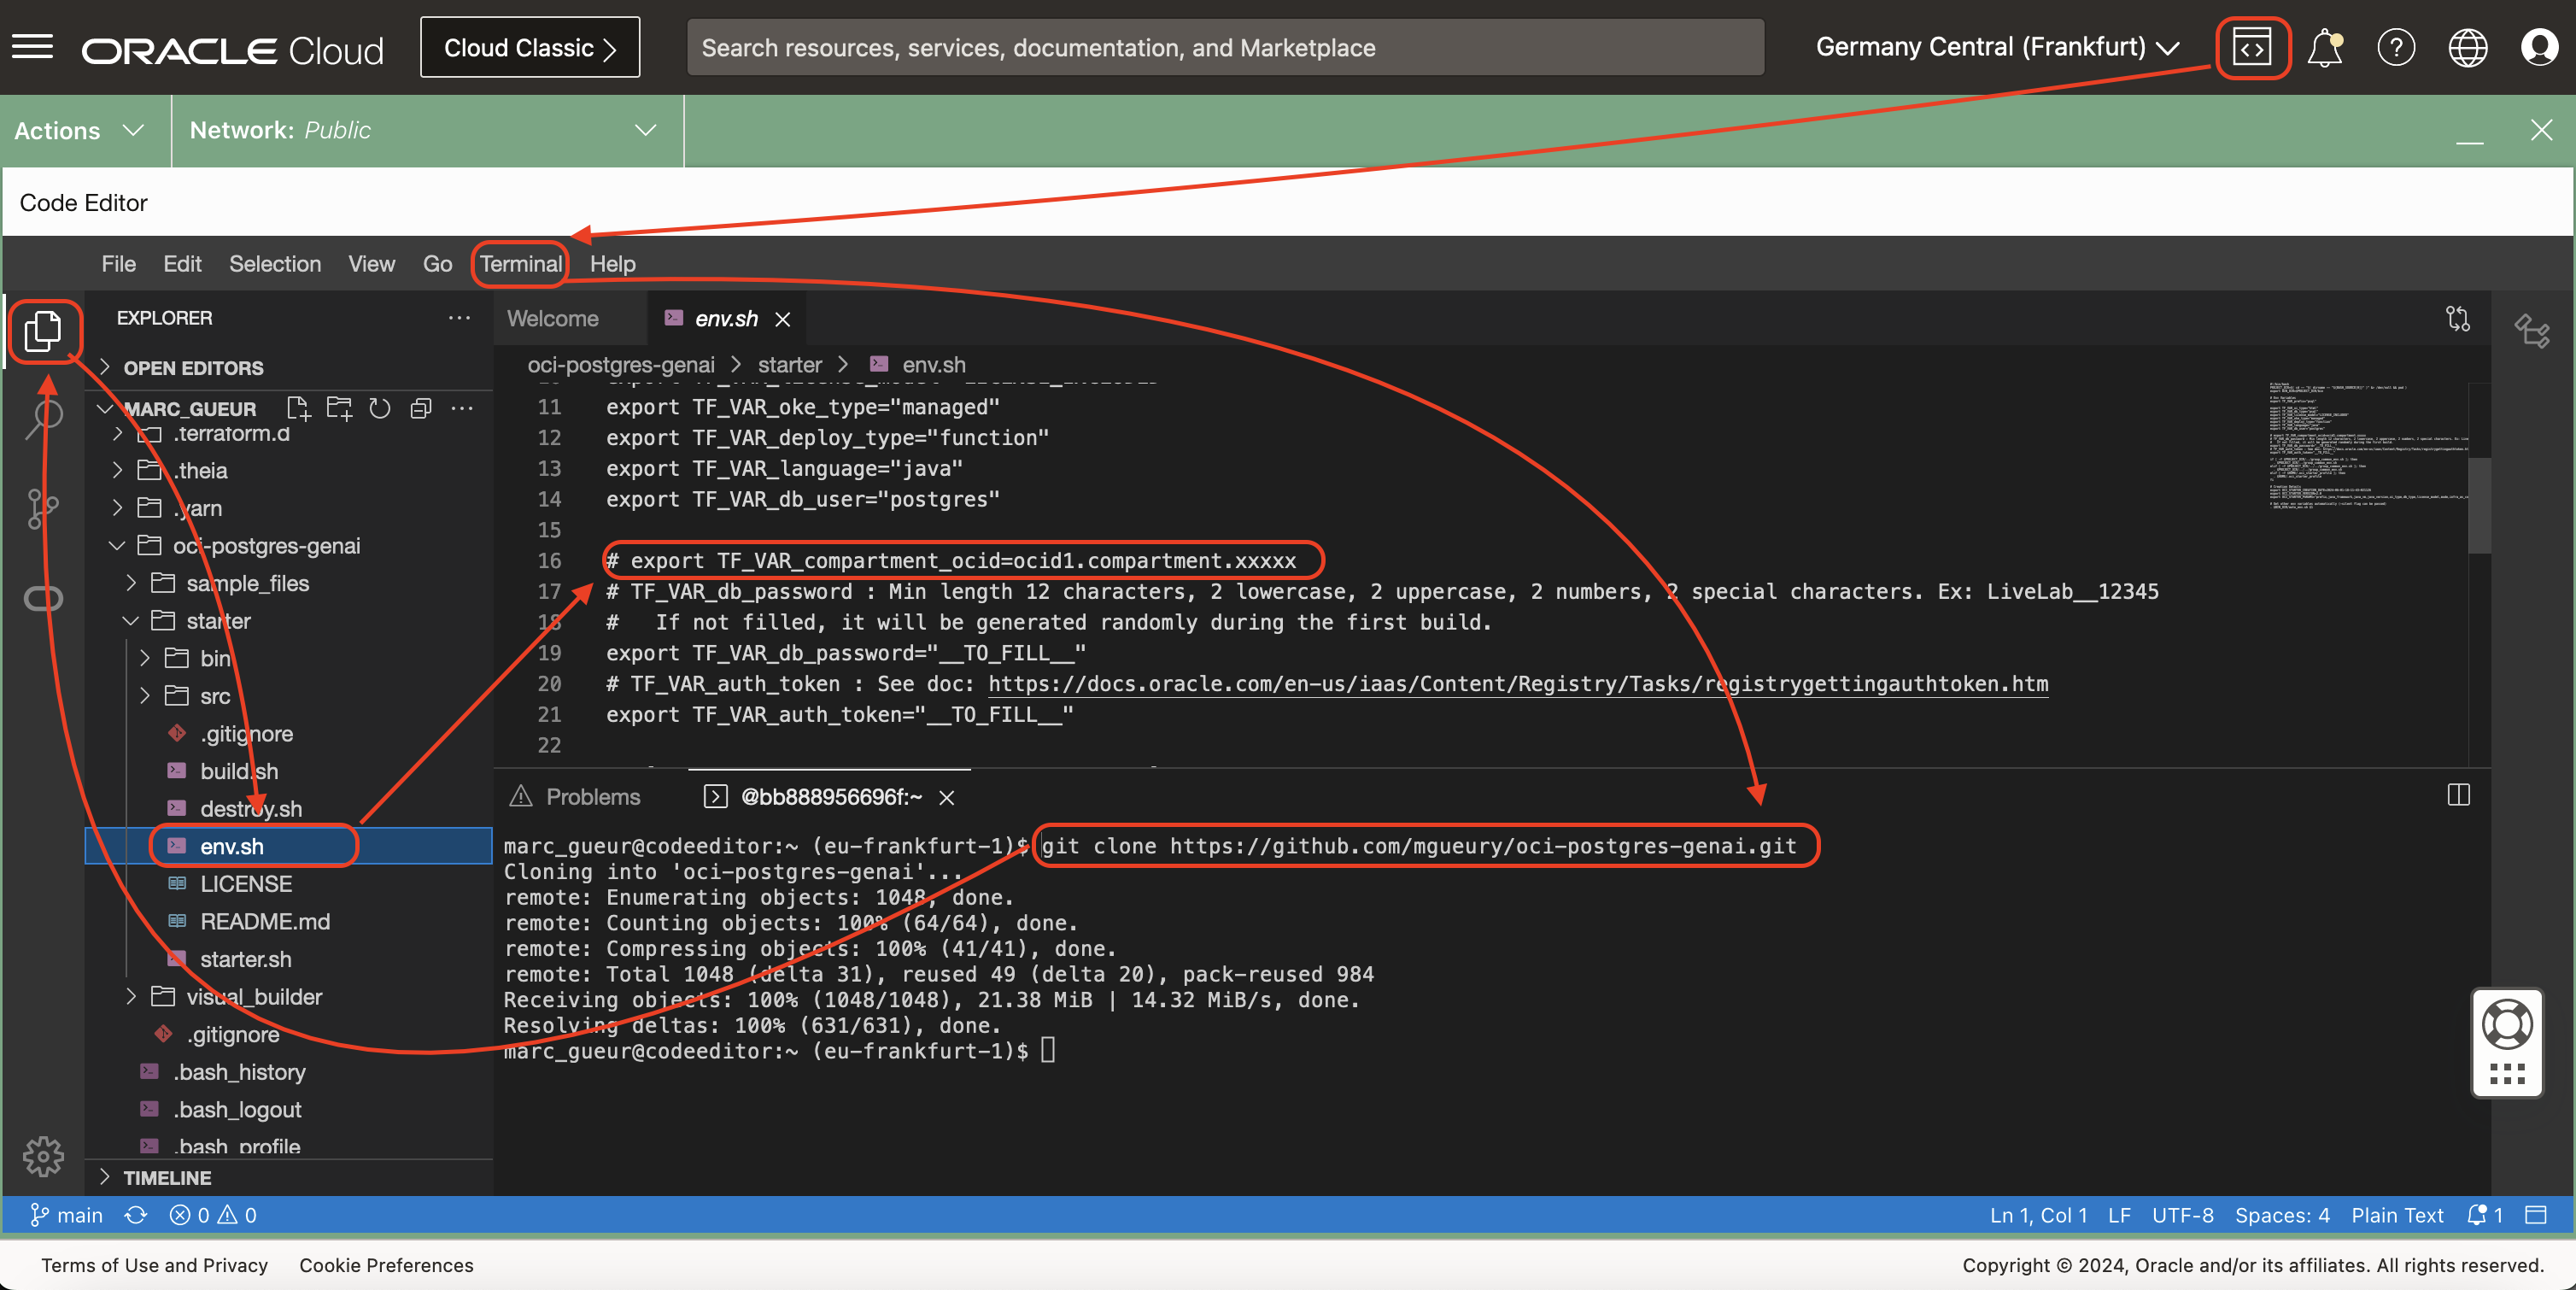 ORACLE Cloud
Cloud Classic
Search resources, services, documentation, and Marketplace
Germany Central (Frankfurt)
Actions
Network: Public
Code Editor
File Edit Selection View Go Terminal Help
EXPLORER
OPEN EDITORS
MARC_GUEUR
.terraform.d
.theia
.yarn
oci-postgres-genai
sample_files
starter
bin
src
.gitignore
build.sh
destroy.sh
env.sh
LICENSE
README.md
starter.sh
visual_builder
.gitignore
.bash_history
.bash_logout
.bash_profile
TIMELINE
Welcome
env.sh
oci-postgres-genai > starter > env.sh
11 export TF_VAR_oke_type="managed"
12 export TF_VAR_deploy_type="function"
13 export TF_VAR_language="java"
14 export TF_VAR_db_user="postgres"
15
16 # export TF_VAR_compartment_ocid=ocid1.compartment.xxxxx
17 # TF_VAR_db_password : Min length 12 characters, 2 lowercase, 2 uppercase, 2 numbers, 2 special characters. Ex: LiveLab__12345
18 #   If not filled, it will be generated randomly during the first build.
19 export TF_VAR_db_password="__TO_FILL__"
20 # TF_VAR_auth_token : See doc: https://docs.oracle.com/en-us/iaas/Content/Registry/Tasks/registrygettingauthtoken.htm
21 export TF_VAR_auth_token="__TO_FILL__"
22
Problems
@bb888956696f:~
marc_gueur@codeeditor:~ (eu-frankfurt-1)$ git clone https://github.com/mgueury/oci-postgres-genai.git
Cloning into 'oci-postgres-genai'...
remote: Enumerating objects: 1048, done.
remote: Counting objects: 100% (64/64), done.
remote: Compressing objects: 100% (41/41), done.
remote: Total 1048 (delta 31), reused 49 (delta 20), pack-reused 984
Receiving objects: 100% (1048/1048), 21.38 MiB | 14.32 MiB/s, done.
Resolving deltas: 100% (631/631), done.
marc_gueur@codeeditor:~ (eu-frankfurt-1)$
main
0
0
Ln 1, Col 1 LF UTF-8 Spaces: 4 Plain Text 1
Terms of Use and Privacy Cookie Preferences
Copyright © 2024, Oracle and/or its affiliates. All rights reserved.